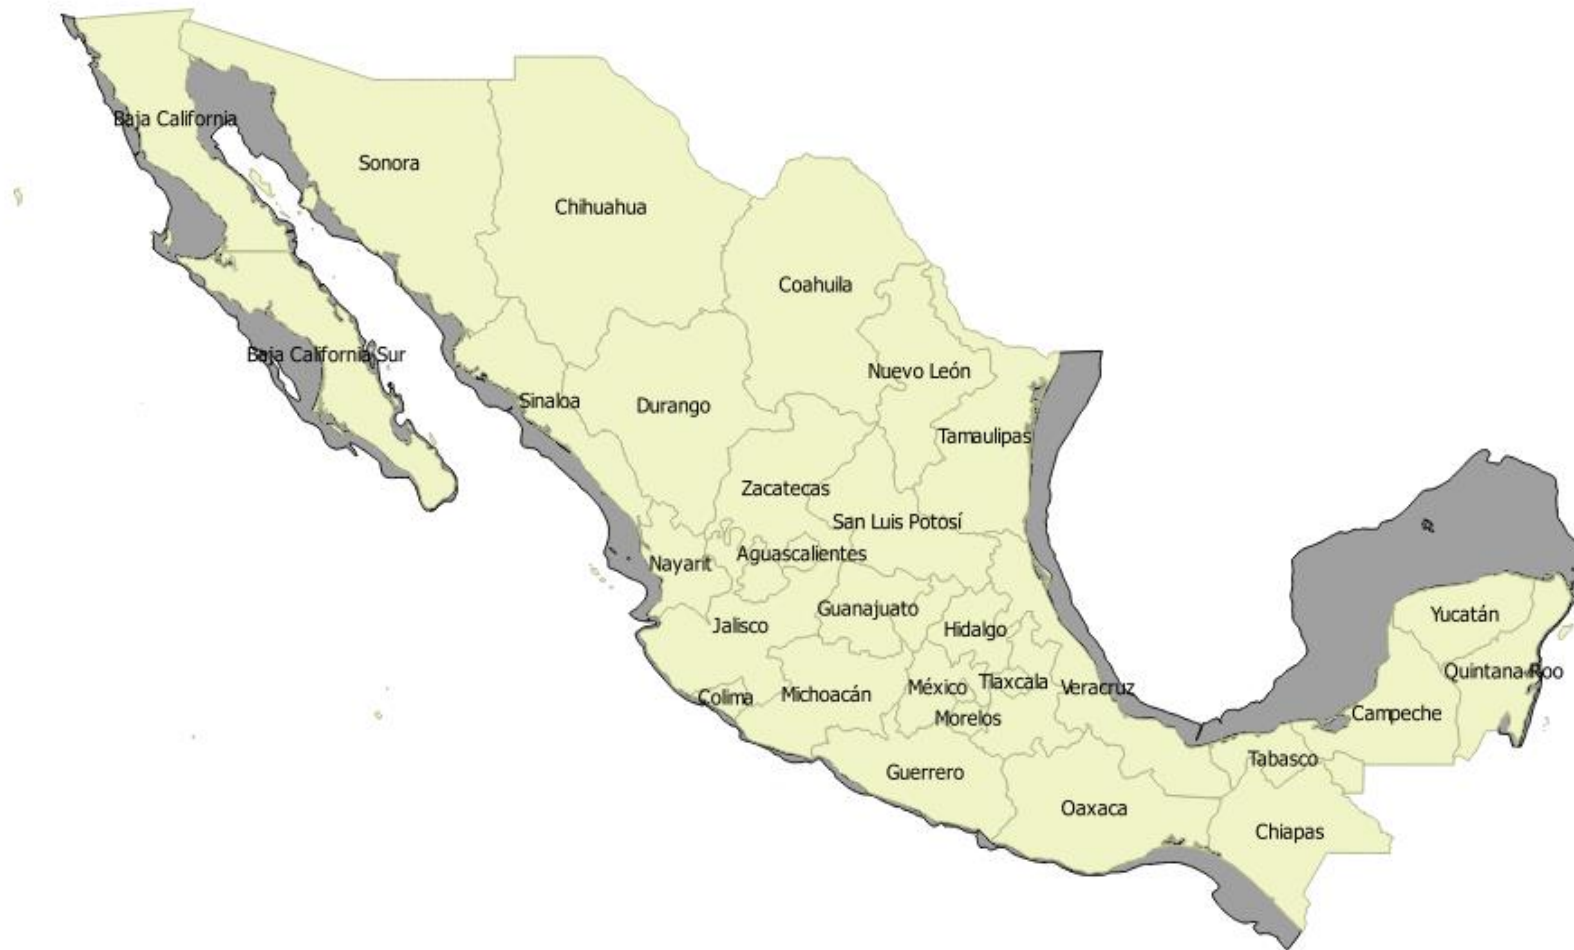 Baja California
Sonora
Chihuahua
Coahuila
Baja California Sur
Nuevo León
Sinaloa
Durango
Tamaulipas
Zacatecas
San Luis Potosí
Aguascalientes
Nayarit
Guanajuato
Yucatán
Jalisco
Hidalgo
Quintana Roo
Tlaxcala
México
Veracruz
Michoacán
Colima
Campeche
Morelos
Tabasco
Guerrero
Oaxaca
Chiapas